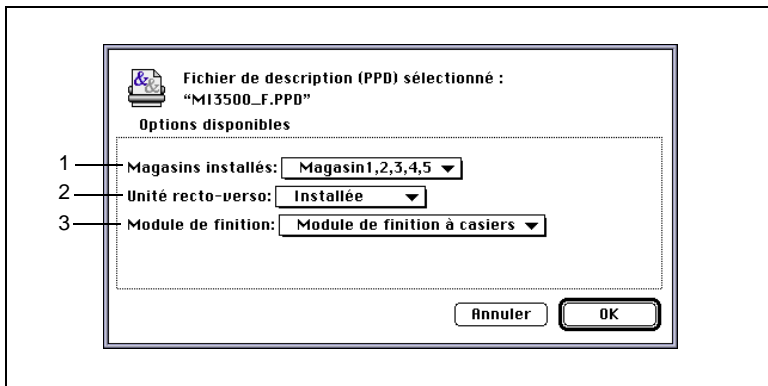 Fichier de description (PPD) sélectionné :
“MI3500_F.PPD”
Options disponibles
1 Magasins installés: Magasin1,2,3,4,5
2 Unité recto-verso: Installée
3 Module de finition: Module de finition à casiers
Annuler OK